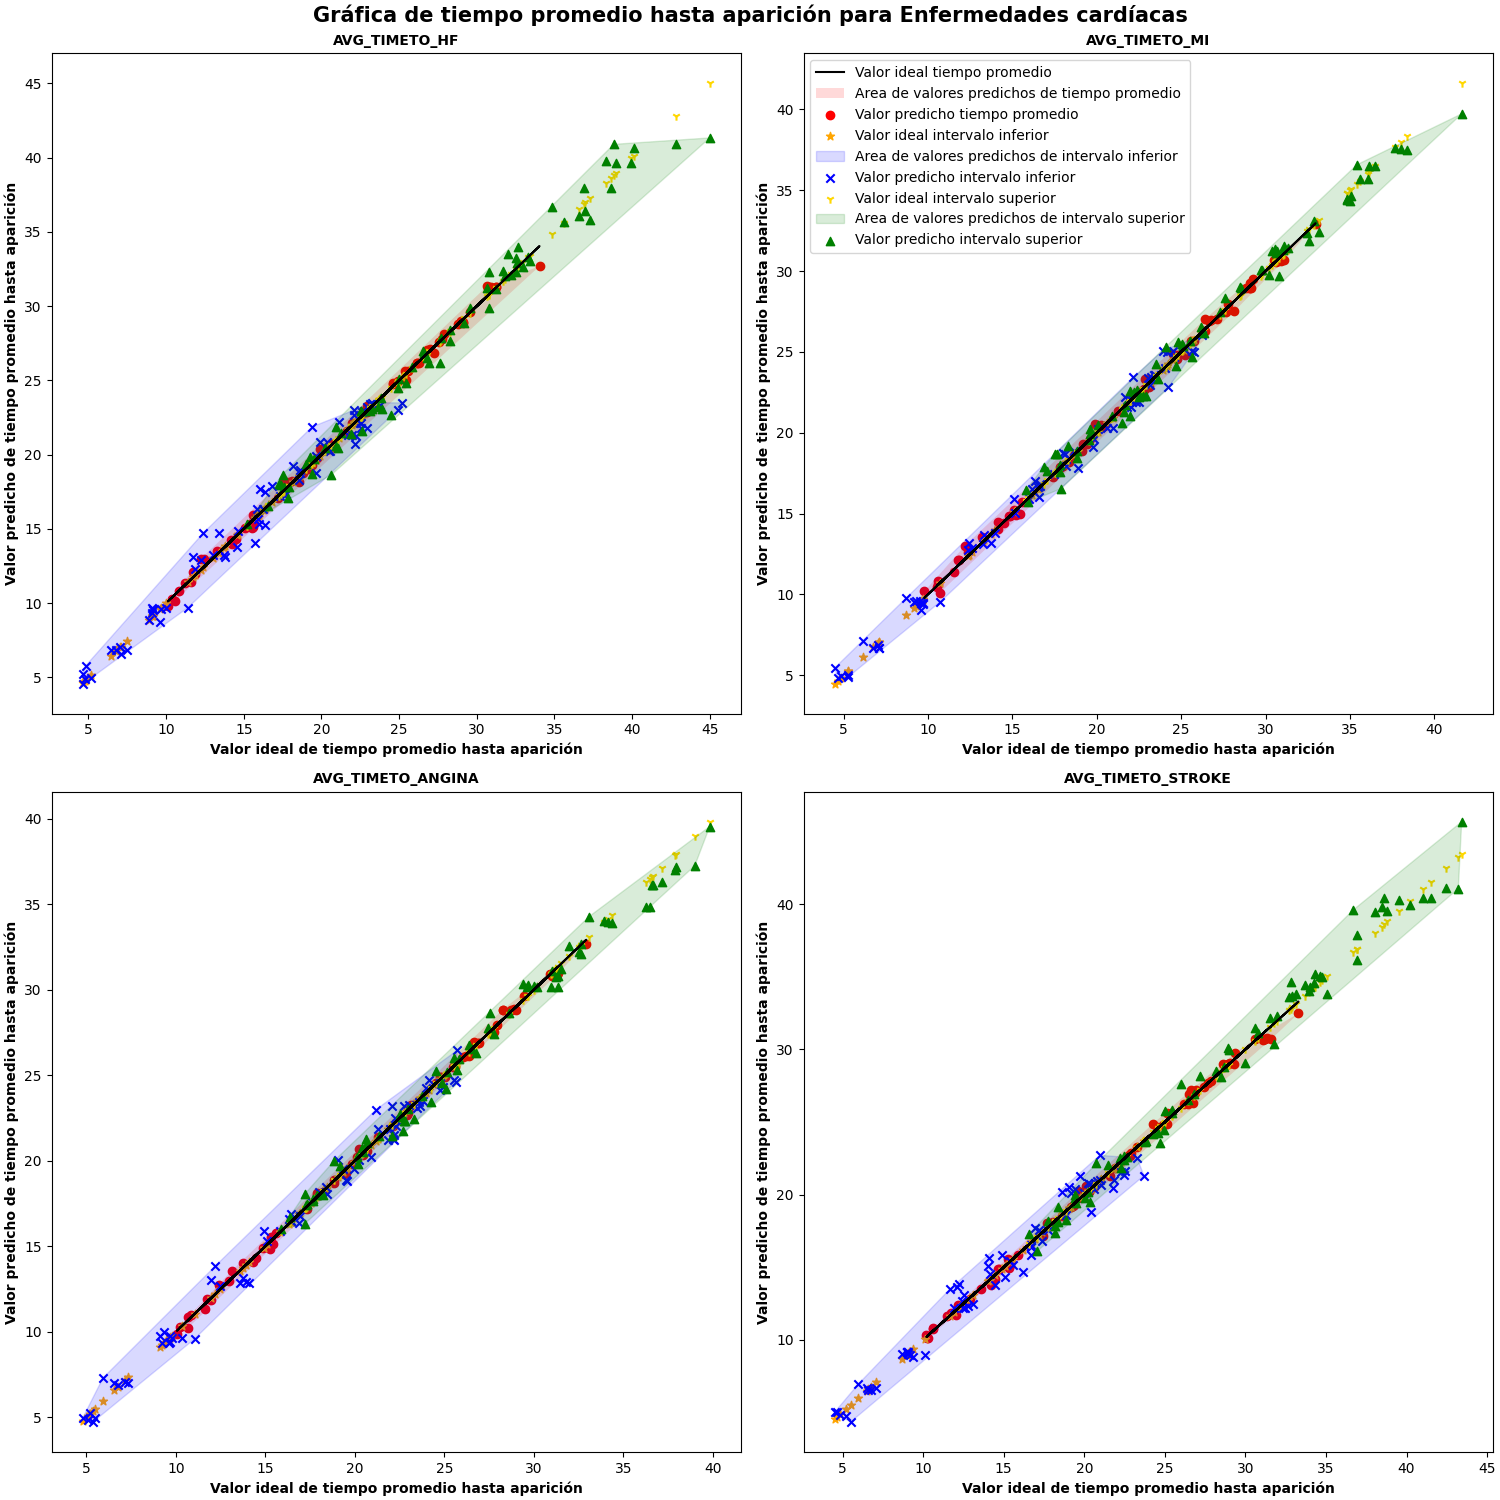 Gráfica de tiempo promedio hasta aparición para Enfermedades cardíacas
AVG_TIMETO_HF
45
40
35
30
25
20
15
10
5
5 10 15 20 25 30 35 40 45
Valor predicho de tiempo promedio hasta aparición
Valor ideal de tiempo promedio hasta aparición
AVG_TIMETO_MI
Valor ideal tiempo promedio
Area de valores predichos de tiempo promedio
Valor predicho tiempo promedio
Valor ideal intervalo inferior
Area de valores predichos de intervalo inferior
Valor predicho intervalo inferior
Valor ideal intervalo superior
Area de valores predichos de intervalo superior
Valor predicho intervalo superior
40
35
30
25
20
15
10
5
5 10 15 20 25 30 35 40
Valor predicho de tiempo promedio hasta aparición
Valor ideal de tiempo promedio hasta aparición
AVG_TIMETO_ANGINA
40
35
30
25
20
15
10
5
5 10 15 20 25 30 35 40
Valor predicho de tiempo promedio hasta aparición
Valor ideal de tiempo promedio hasta aparición
AVG_TIMETO_STROKE
40
30
20
10
5 10 15 20 25 30 35 40 45
Valor predicho de tiempo promedio hasta aparición
Valor ideal de tiempo promedio hasta aparición